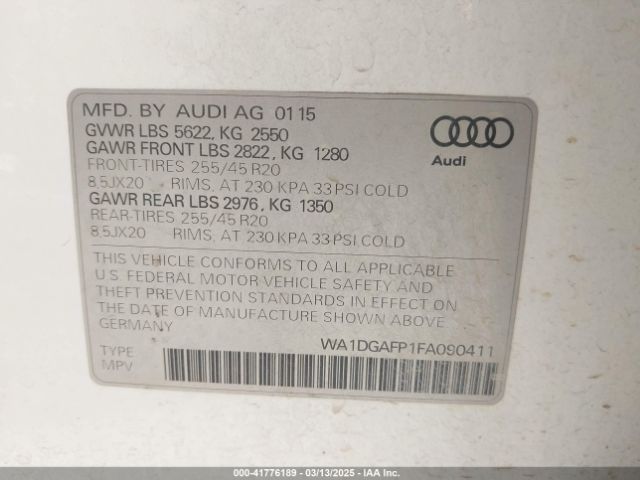 MFD. BY AUDI AG 01 15
GVWR LBS 5622, KG 2550
GAWR FRONT LBS 2822, KG 1280
FRONT-TIRES 255/45 R20
8,5JX20 RIMS, AT 230 KPA 33 PSI COLD
GAWR REAR LBS 2976, KG 1350
REAR-TIRES 255/45 R20
8,5JX20 RIMS, AT 230 KPA 33 PSI COLD
Audi
THIS VEHICLE CONFORMS TO ALL APPLICABLE
U.S. FEDERAL MOTOR VEHICLE SAFETY AND
THEFT PREVENTION STANDARDS IN EFFECT ON
THE DATE OF MANUFACTURE SHOWN ABOVE
GERMANY
WA1DGAFP1FA090411
TYPE
MPV
000-41776189 - 03/13/2025 - IAA, Inc.